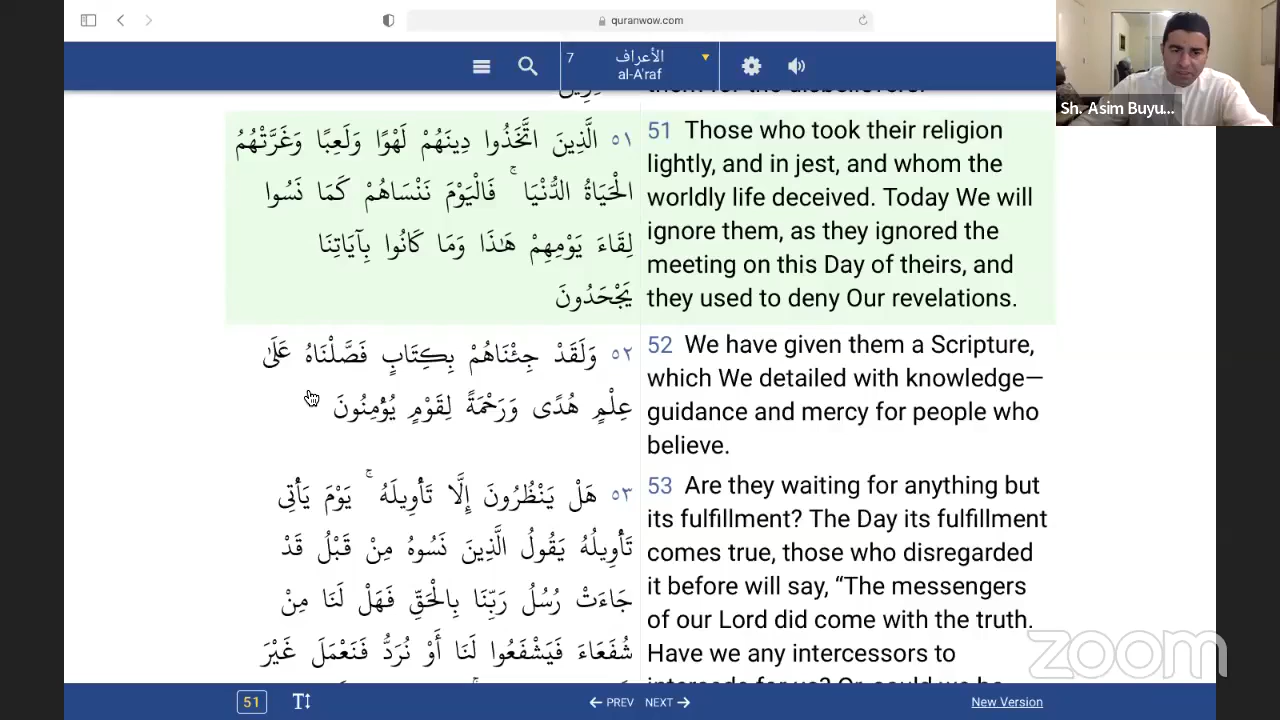 quranwow.com
7
الأعراف
al-A'raf
Sh. Asim Buyu...
٥١ الَّذِينَ اتَّخَذُوا دِينَهُمْ لَهْوًا وَلَعِبًا وَغَرَّتْهُمُ
الْحَيَاةُ الدُّنْيَا ۚ فَالْيَوْمَ نَنْسَاهُمْ كَمَا نَسُوا
لِقَاءَ يَوْمِهِمْ هَٰذَا وَمَا كَانُوا بِآيَاتِنَا
يَجْحَدُونَ
51 Those who took their religion
lightly, and in jest, and whom the
worldly life deceived. Today We will
ignore them, as they ignored the
meeting on this Day of theirs, and
they used to deny Our revelations.
٥٢ وَلَقَدْ جِئْنَاهُمْ بِكِتَابٍ فَصَّلْنَاهُ عَلَىٰ
عِلْمٍ هُدًى وَرَحْمَةً لِقَوْمٍ يُؤْمِنُونَ
52 We have given them a Scripture,
which We detailed with knowledge—
guidance and mercy for people who
believe.
٥٣ هَلْ يَنْظُرُونَ إِلَّا تَأْوِيلَهُ ۚ يَوْمَ يَأْتِي
تَأْوِيلُهُ يَقُولُ الَّذِينَ نَسُوهُ مِنْ قَبْلُ قَدْ
جَاءَتْ رُسُلُ رَبِّنَا بِالْحَقِّ فَهَلْ لَنَا مِنْ
شُفَعَاءَ فَيَشْفَعُوا لَنَا أَوْ نُرَدُّ فَنَعْمَلَ غَيْرَ
53 Are they waiting for anything but
its fulfillment? The Day its fulfillment
comes true, those who disregarded
it before will say, “The messengers
of our Lord did come with the truth.
Have we any intercessors to
zoom
51
PREV NEXT
New Version